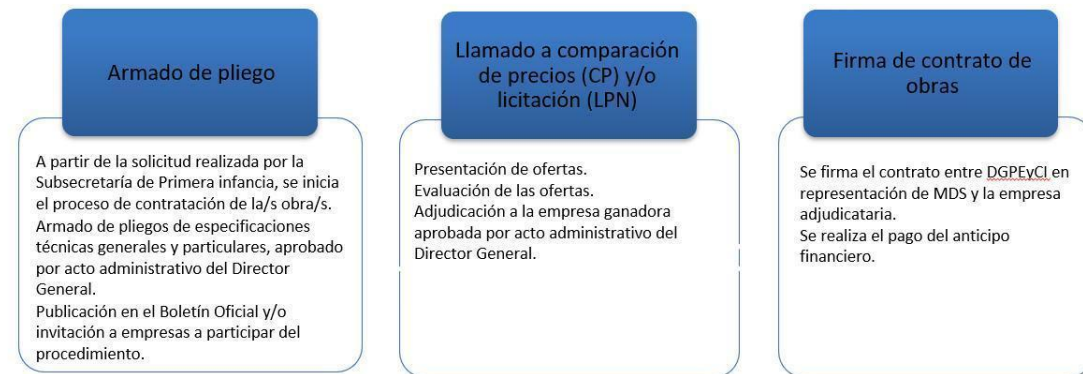 Armado de pliego
A partir de la solicitud realizada por la
Subsecretaría de Primera infancia, se inicia
el proceso de contratación de la/s obra/s.
Armado de pliegos de especificaciones
técnicas generales y particulares, aprobado
por acto administrativo del Director
General.
Publicación en el Boletín Oficial y/o
invitación a empresas a participar del
procedimiento.
Llamado a comparación
de precios (CP) y/o
licitación (LPN)
Presentación de ofertas.
Evaluación de las ofertas.
Adjudicación a la empresa ganadora
aprobada por acto administrativo del
Director General.
Firma de contrato de
obras
Se firma el contrato entre DGPEyCI en
representación de MDS y la empresa
adjudicataria.
Se realiza el pago del anticipo
financiero.